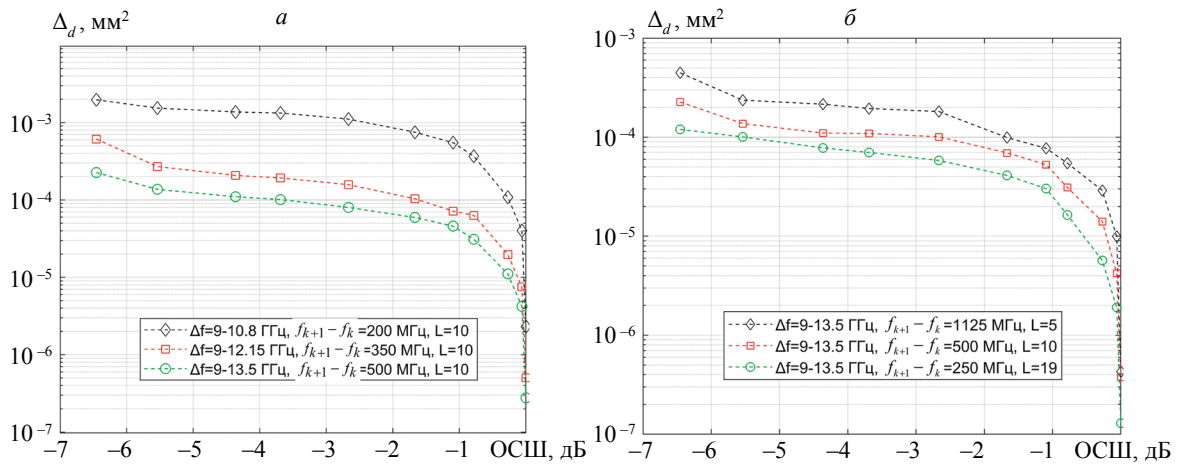 Δd, мм² а
10⁻³
10⁻⁴
10⁻⁵
10⁻⁶
10⁻⁷
Δf=9-10.8 ГГц, fk+1 − fk =200 МГц, L=10
Δf=9-12.15 ГГц, fk+1 − fk =350 МГц, L=10
Δf=9-13.5 ГГц, fk+1 − fk =500 МГц, L=10
−7 −6 −5 −4 −3 −2 −1 ОСШ, дБ
Δd, мм² б
10⁻³
10⁻⁴
10⁻⁵
10⁻⁶
10⁻⁷
Δf=9-13.5 ГГц, fk+1 − fk =1125 МГц, L=5
Δf=9-13.5 ГГц, fk+1 − fk =500 МГц, L=10
Δf=9-13.5 ГГц, fk+1 − fk =250 МГц, L=19
−7 −6 −5 −4 −3 −2 −1 ОСШ, дБ